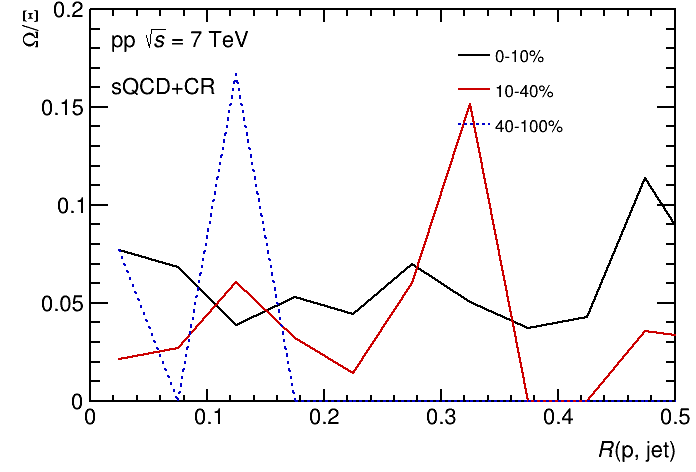 Ω/Ξ
0.2
0.15
0.1
0.05
0
pp √s = 7 TeV
sQCD+CR
0-10%
10-40%
40-100%
0 0.1 0.2 0.3 0.4 0.5
R(p, jet)